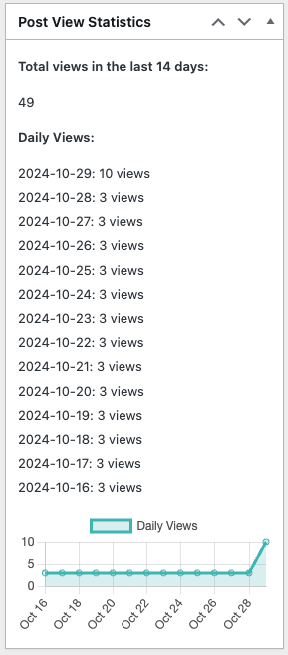 Post View Statistics
Total views in the last 14 days:
49
Daily Views:
2024-10-29: 10 views
2024-10-28: 3 views
2024-10-27: 3 views
2024-10-26: 3 views
2024-10-25: 3 views
2024-10-24: 3 views
2024-10-23: 3 views
2024-10-22: 3 views
2024-10-21: 3 views
2024-10-20: 3 views
2024-10-19: 3 views
2024-10-18: 3 views
2024-10-17: 3 views
2024-10-16: 3 views
Daily Views
10
5
0
Oct 16 Oct 18 Oct 20 Oct 22 Oct 24 Oct 26 Oct 28